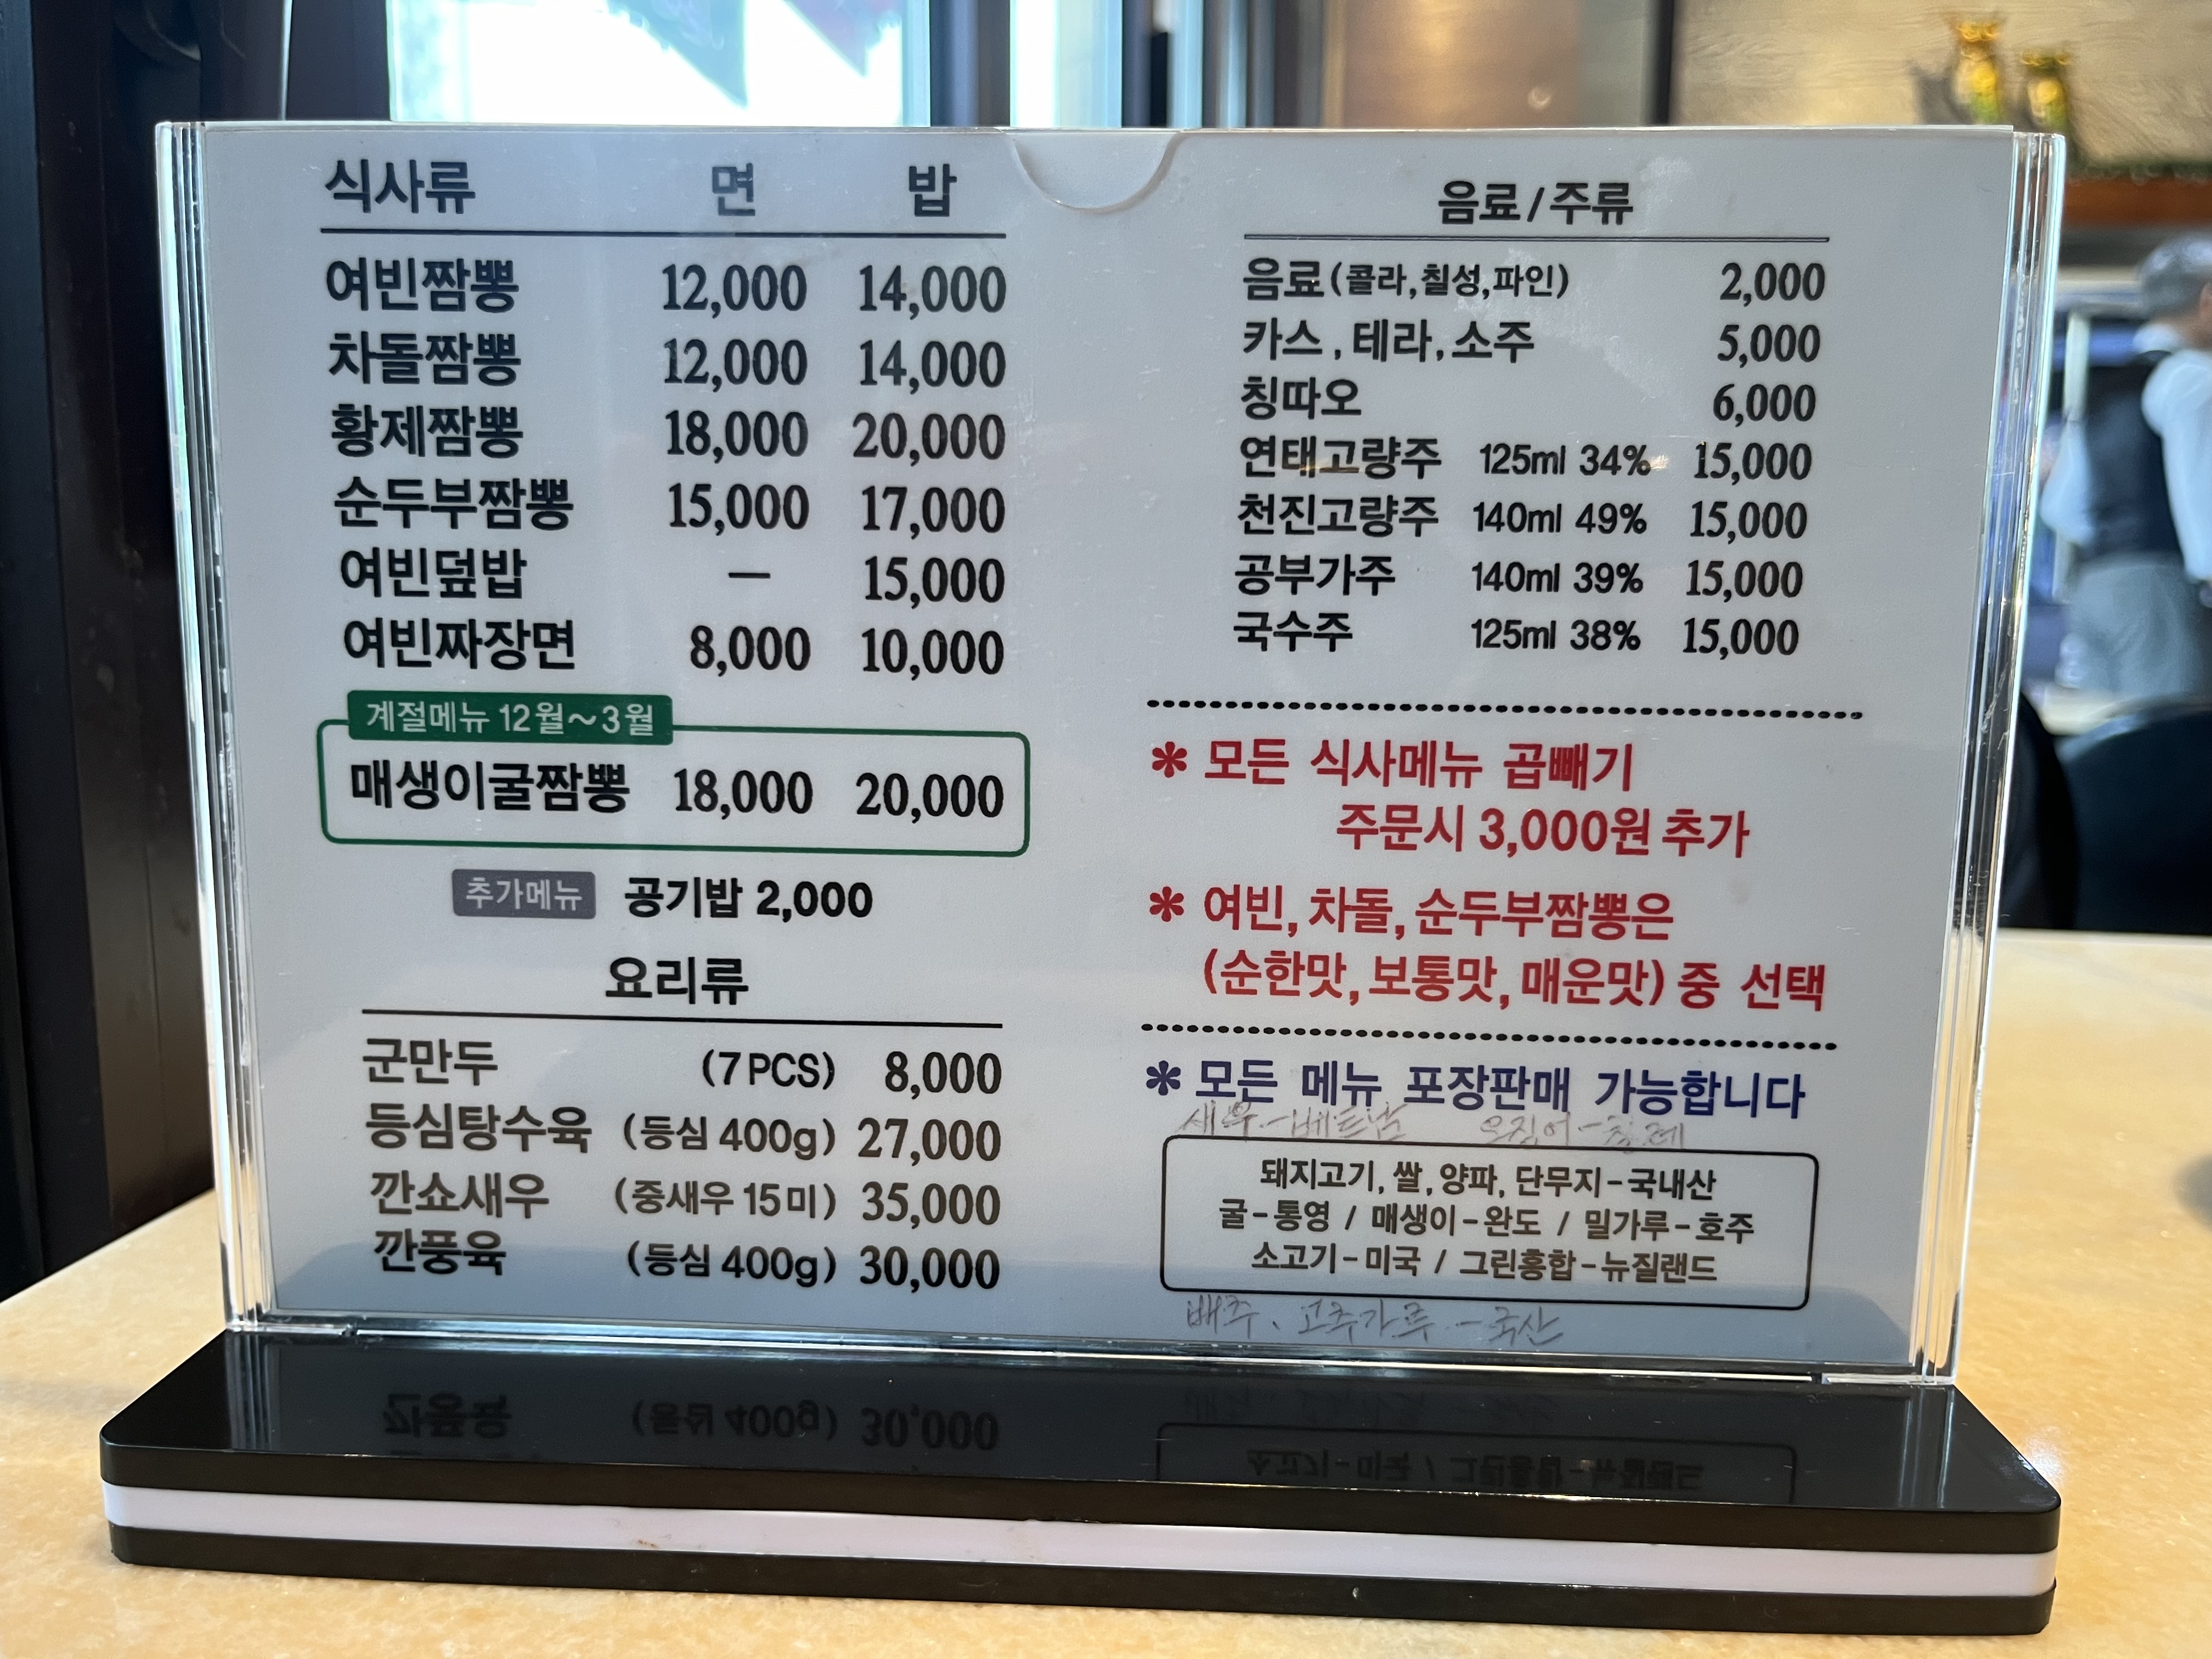 식사류 면 밥
여빈짬뽕 12,000 14,000
차돌짬뽕 12,000 14,000
황제짬뽕 18,000 20,000
순두부짬뽕 15,000 17,000
여빈덮밥 — 15,000
여빈짜장면 8,000 10,000
계절메뉴 12월~3월
매생이굴짬뽕 18,000 20,000
추가메뉴 공기밥 2,000
요리류
군만두 (7PCS) 8,000
등심탕수육 (등심 400g) 27,000
깐쇼새우 (중새우 15미) 35,000
깐풍육 (등심 400g) 30,000
음료/주류
음료(콜라,칠성,파인) 2,000
카스, 테라, 소주 5,000
칭따오 6,000
연태고량주 125ml 34% 15,000
천진고량주 140ml 49% 15,000
공부가주 140ml 39% 15,000
국수주 125ml 38% 15,000
* 모든 식사메뉴 곱빼기
주문시 3,000원 추가
* 여빈, 차돌, 순두부짬뽕은
(순한맛, 보통맛, 매운맛) 중 선택
* 모든 메뉴 포장판매 가능합니다
새우-베트남 오징어-칠레
돼지고기, 쌀, 양파, 단무지-국내산
굴-통영 / 매생이-완도 / 밀가루-호주
소고기-미국 / 그린홍합-뉴질랜드
배추、고추가루-국산